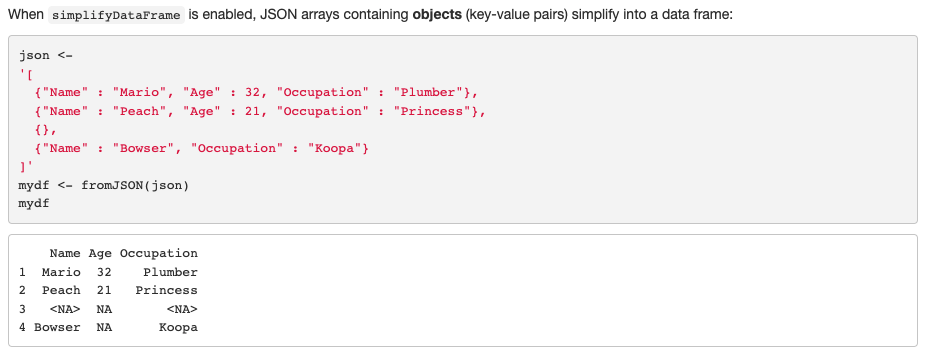 When simplifyDataFrame is enabled, JSON arrays containing objects (key-value pairs) simplify into a data frame:
json <-
'[
  {"Name" : "Mario", "Age" : 32, "Occupation" : "Plumber"},
  {"Name" : "Peach", "Age" : 21, "Occupation" : "Princess"},
  {},
  {"Name" : "Bowser", "Occupation" : "Koopa"}
]'
mydf <- fromJSON(json)
mydf
    Name Age Occupation
1  Mario  32    Plumber
2  Peach  21   Princess
3   <NA>  NA       <NA>
4 Bowser  NA      Koopa